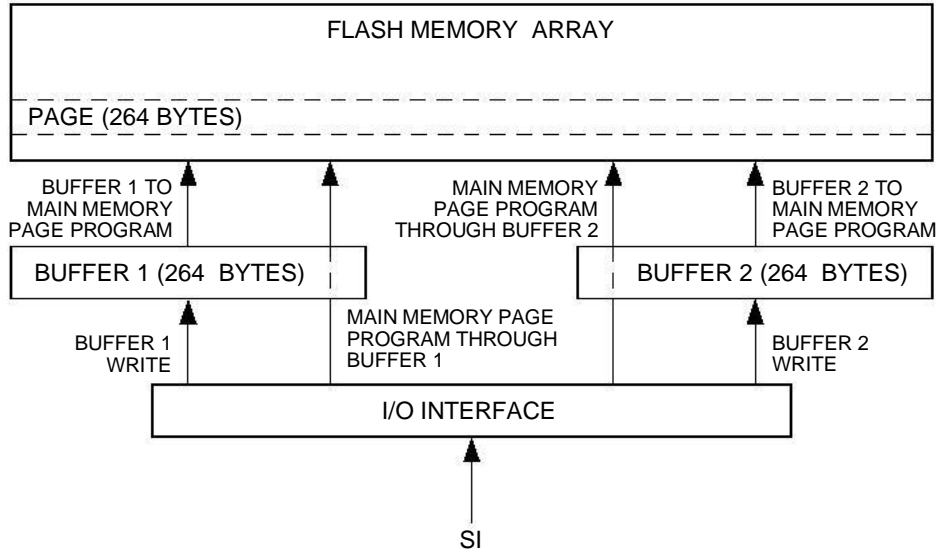 FLASH MEMORY ARRAY
PAGE (264 BYTES)
BUFFER 1 TO
MAIN MEMORY
PAGE PROGRAM
MAIN MEMORY
PAGE PROGRAM
THROUGH BUFFER 2
BUFFER 2 TO
MAIN MEMORY
PAGE PROGRAM
BUFFER 1 (264 BYTES)
BUFFER 2 (264 BYTES)
BUFFER 1
WRITE
MAIN MEMORY PAGE
PROGRAM THROUGH
BUFFER 1
BUFFER 2
WRITE
I/O INTERFACE
SI